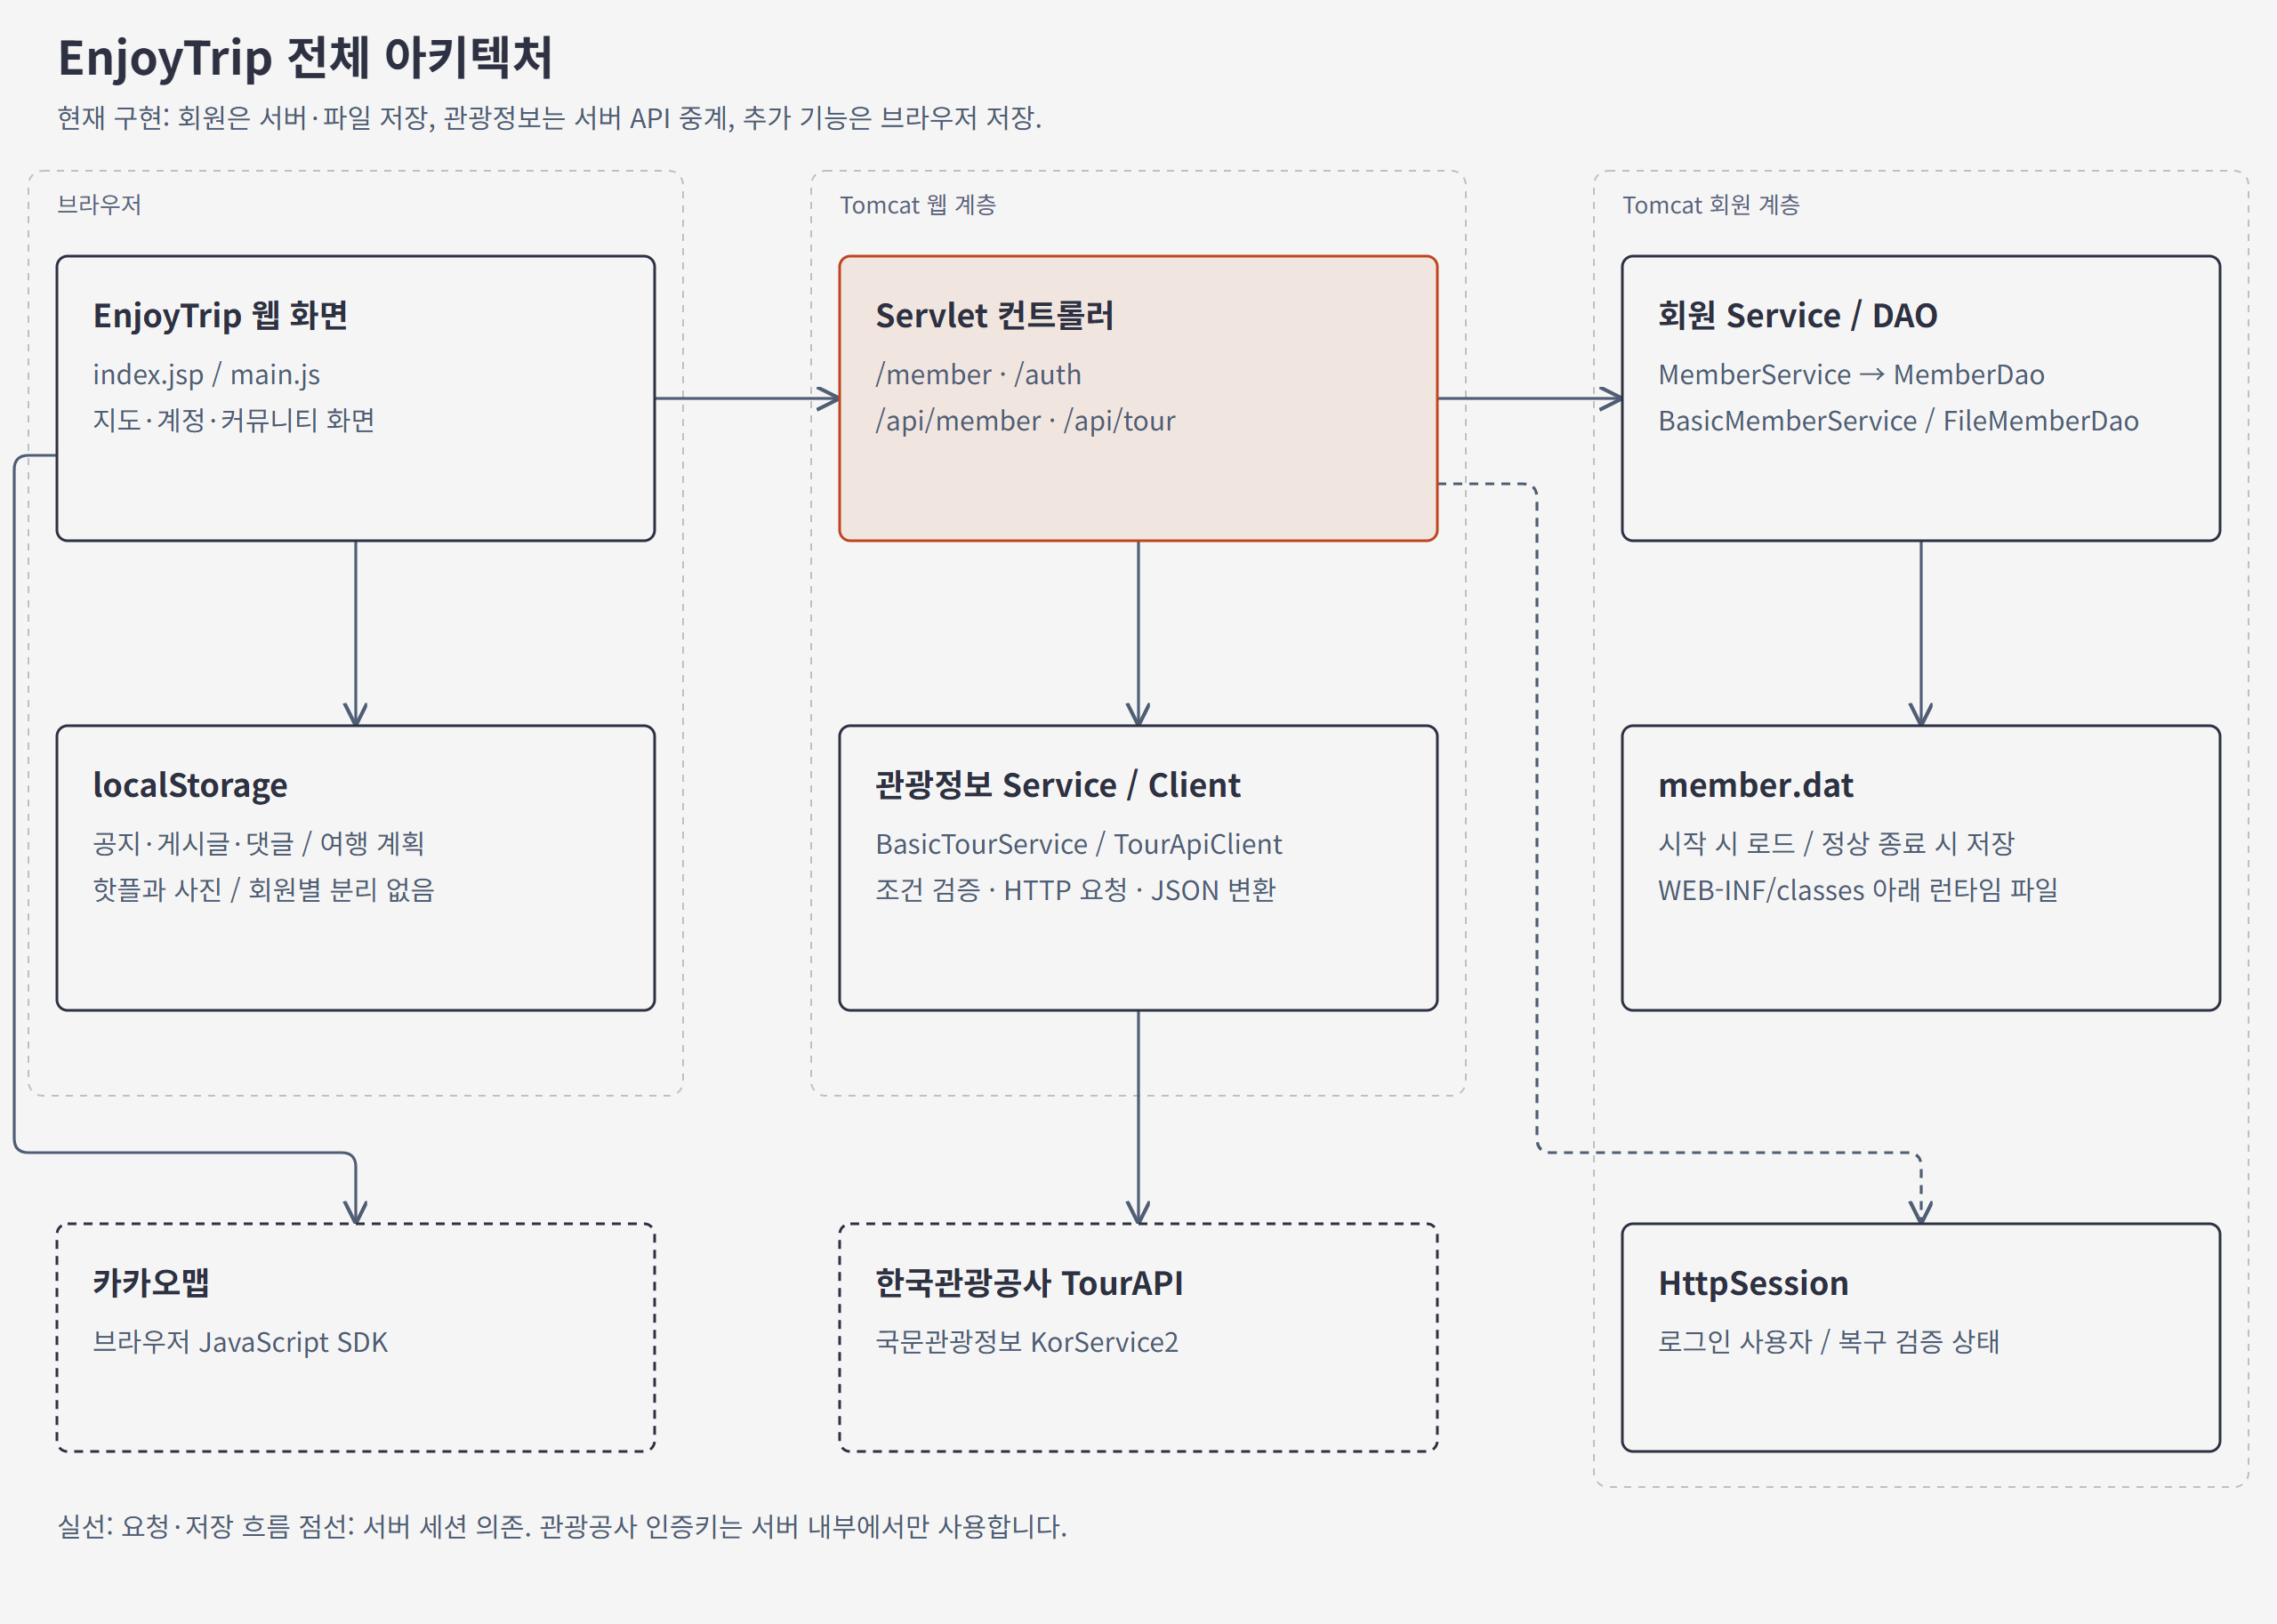 EnjoyTrip 전체 아키텍처
현재 구현: 회원은 서버·파일 저장, 관광정보는 서버 API 중계, 추가 기능은 브라우저 저장.
브라우저
EnjoyTrip 웹 화면
index.jsp / main.js
지도·계정·커뮤니티 화면
localStorage
공지·게시글·댓글 / 여행 계획
핫플과 사진 / 회원별 분리 없음
카카오맵
브라우저 JavaScript SDK
Tomcat 웹 계층
Servlet 컨트롤러
/member · /auth
/api/member · /api/tour
관광정보 Service / Client
BasicTourService / TourApiClient
조건 검증 · HTTP 요청 · JSON 변환
한국관광공사 TourAPI
국문관광정보 KorService2
Tomcat 회원 계층
회원 Service / DAO
MemberService → MemberDao
BasicMemberService / FileMemberDao
member.dat
시작 시 로드 / 정상 종료 시 저장
WEB-INF/classes 아래 런타임 파일
HttpSession
로그인 사용자 / 복구 검증 상태
실선: 요청·저장 흐름 점선: 서버 세션 의존. 관광공사 인증키는 서버 내부에서만 사용합니다.